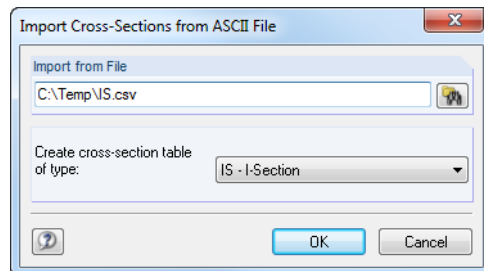 Import Cross-Sections from ASCII File
Import from File
C:\Temp\IS.csv
Create cross-section table
of type:
IS - I-Section
OK
Cancel